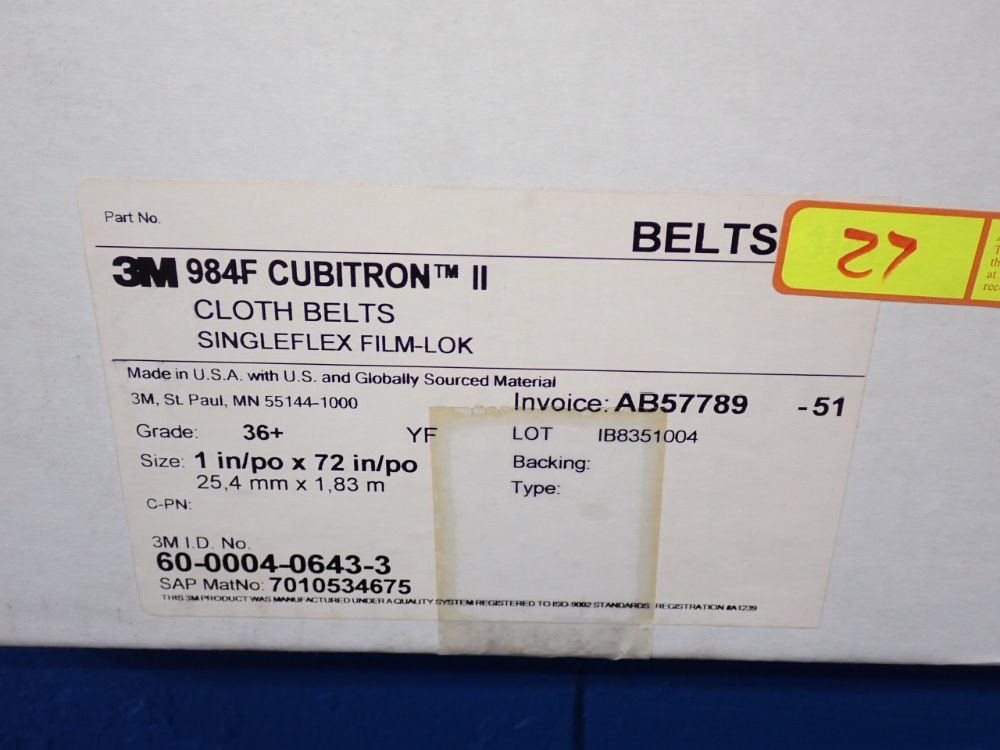 Part No.
BELTS
27
T
th
at
rec
3M 984F CUBITRON™ II
CLOTH BELTS
SINGLEFLEX FILM-LOK
Made in U.S.A. with U.S. and Globally Sourced Material
3M, St. Paul, MN 55144-1000
Invoice: AB57789 -51
Grade: 36+ YF
LOT IB8351004
Size: 1 in/po x 72 in/po
Backing:
25,4 mm x 1,83 m
Type:
C-PN:
3M I.D. No.
60-0004-0643-3
SAP MatNo: 7010534675
THIS 3M PRODUCT WAS MANUFACTURED UNDER A QUALITY SYSTEM REGISTERED TO ISO-9002 STANDARDS. REGISTRATION #A1239